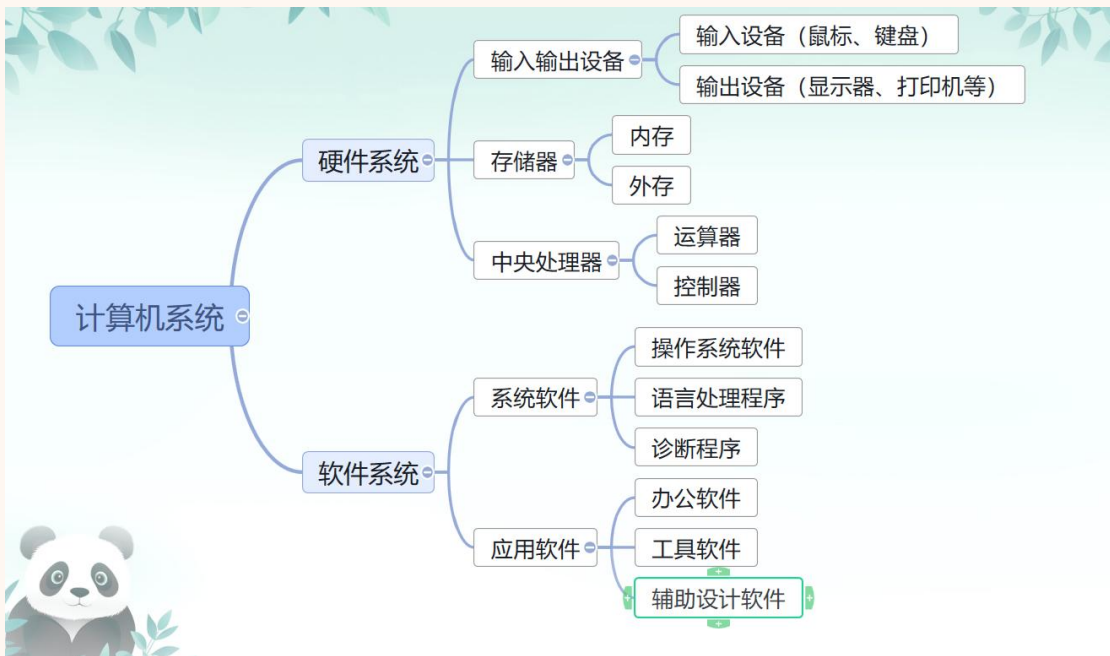 计算机系统
硬件系统
输入输出设备
输入设备（鼠标、键盘）
输出设备（显示器、打印机等）
存储器
内存
外存
中央处理器
运算器
控制器
软件系统
系统软件
操作系统软件
语言处理程序
诊断程序
应用软件
办公软件
工具软件
辅助设计软件